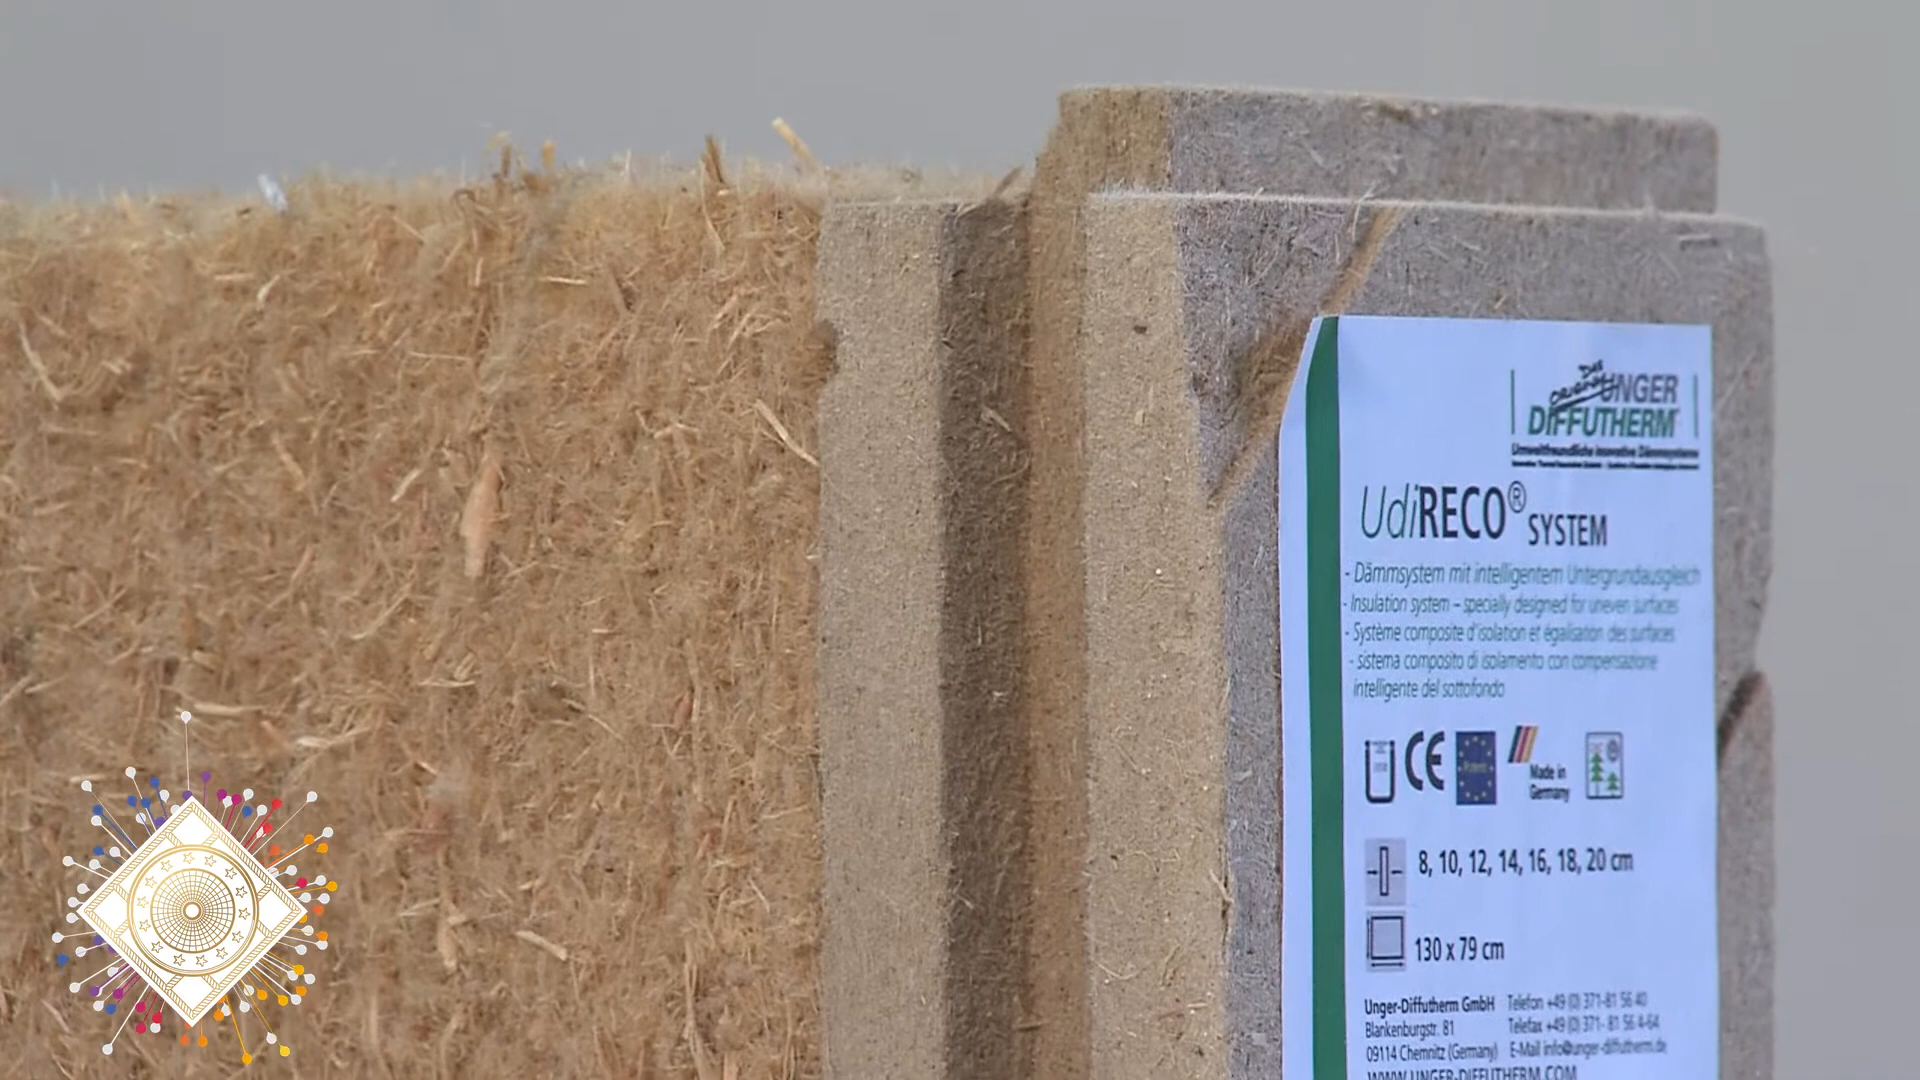 Das
Original UNGER
DIFFUTHERM
Umweltfreundliche innovative Dämmsysteme
UdiRECO® SYSTEM
- Dämmsystem mit intelligentem Untergrundausgleich
- Insulation system – specially designed for uneven surfaces
- Système composite d'isolation et égalisation des surfaces
- sistema composito di isolamento con compensazione
intelligente del sottofondo
CE
Made in
Germany
8, 10, 12, 14, 16, 18, 20 cm
130 x 79 cm
Unger-Diffutherm GmbH Telefon +49 (0) 371-81 56 40
Blankenburgstr. 81 Telefax +49 (0) 371- 81 56 4-64
09114 Chemnitz (Germany) E-Mail info@unger-diffutherm.de
WWW.UNGER-DIFFUTHERM.COM